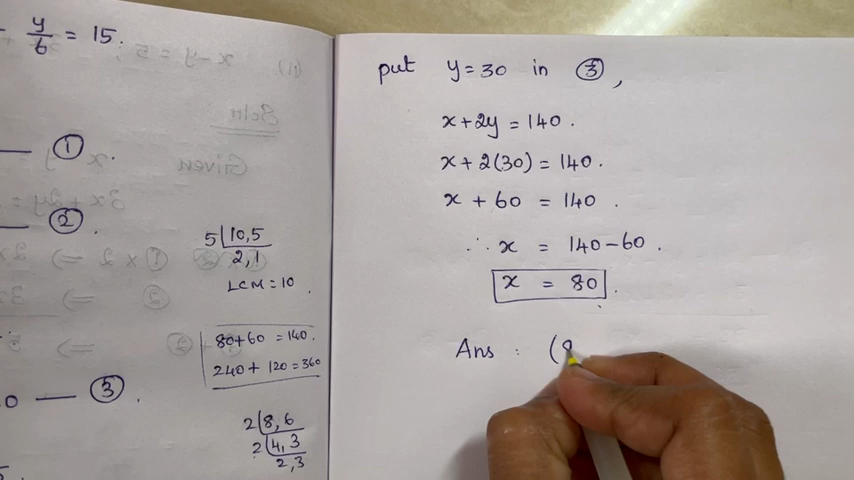 y/6 = 15.
— ①.
— ②.
5 | 10, 5
2, 1
LCM = 10.
80 + 60 = 140.
240 + 120 = 360
0 — ③.
2 | 8, 6
2 | 4, 3
2, 3
put y = 30 in ③,
x + 2y = 140.
x + 2(30) = 140.
x + 60 = 140.
∴ x = 140 - 60.
x = 80.
Ans : (8